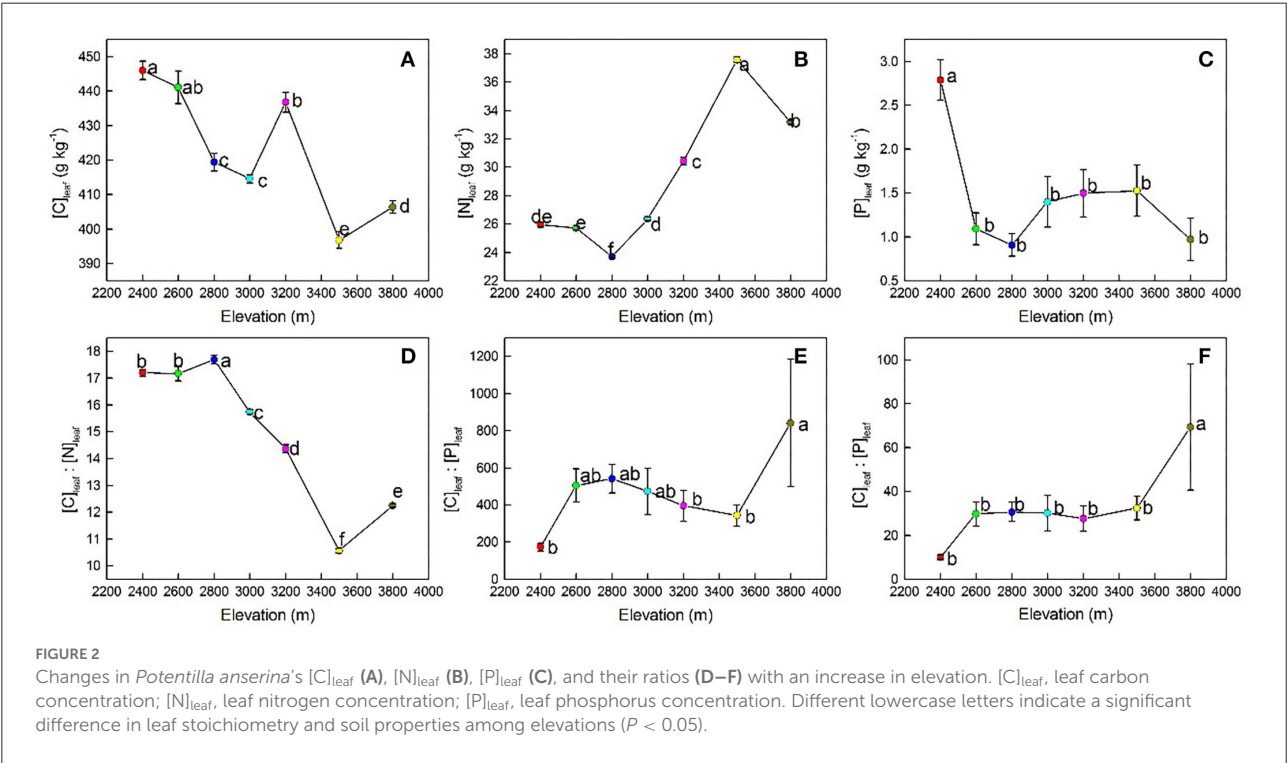 A
[C]leaf (g kg-1)
450
440
430
420
410
400
390
a
ab
c
c
b
e
d
2200 2400 2600 2800 3000 3200 3400 3600 3800 4000
Elevation (m)
B
[N]leaf (g kg-1)
38
36
34
32
30
28
26
24
22
de
e
f
d
c
a
b
2200 2400 2600 2800 3000 3200 3400 3600 3800 4000
Elevation (m)
C
[P]leaf (g kg-1)
3.0
2.5
2.0
1.5
1.0
0.5
a
b
b
b
b
b
b
2200 2400 2600 2800 3000 3200 3400 3600 3800 4000
Elevation (m)
D
[C]leaf : [N]leaf
18
17
16
15
14
13
12
11
10
b
b
a
c
d
f
e
2200 2400 2600 2800 3000 3200 3400 3600 3800 4000
Elevation (m)
E
[C]leaf : [P]leaf
1200
1000
800
600
400
200
0
b
ab
ab
ab
b
b
a
2200 2400 2600 2800 3000 3200 3400 3600 3800 4000
Elevation (m)
F
[C]leaf : [P]leaf
100
80
60
40
20
0
b
b
b
b
b
b
a
2200 2400 2600 2800 3000 3200 3400 3600 3800 4000
Elevation (m)
FIGURE 2
Changes in Potentilla anserina's [C]leaf (A), [N]leaf (B), [P]leaf (C), and their ratios (D–F) with an increase in elevation. [C]leaf, leaf carbon
concentration; [N]leaf, leaf nitrogen concentration; [P]leaf, leaf phosphorus concentration. Different lowercase letters indicate a significant
difference in leaf stoichiometry and soil properties among elevations (P < 0.05).